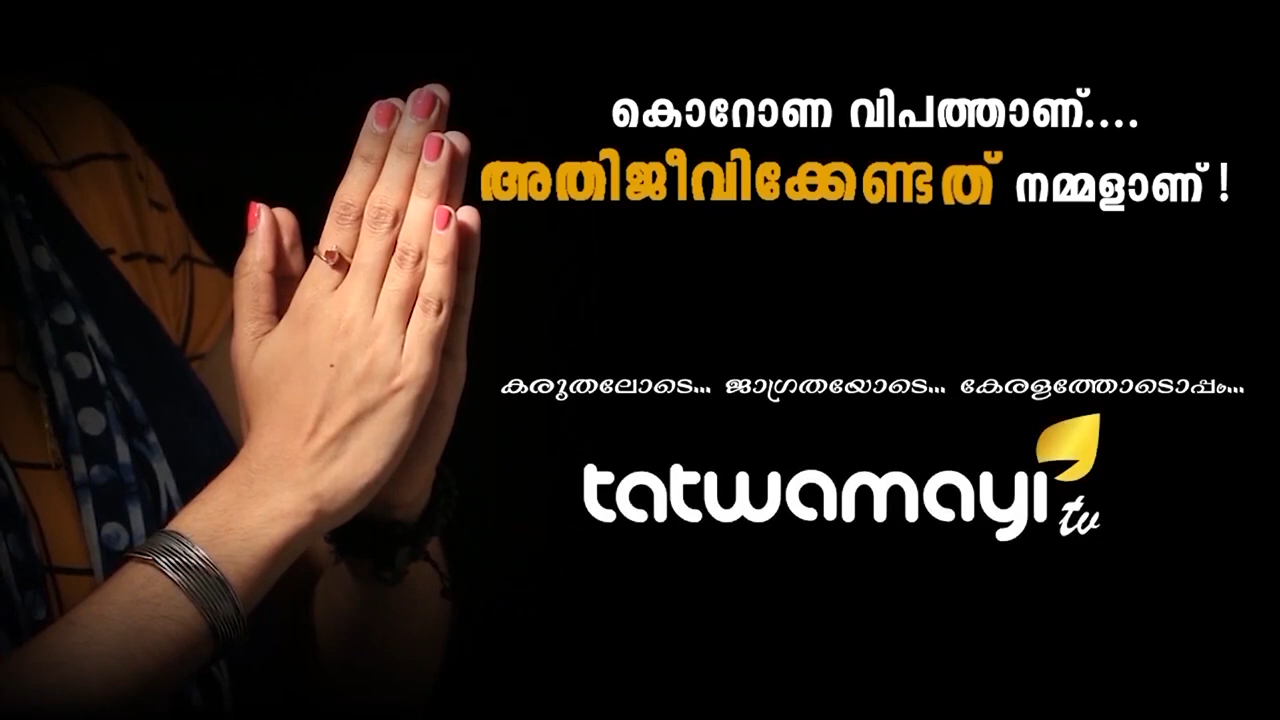 കൊറോണ വിപത്താണ്....
അതിജീവിക്കേണ്ടത് നമ്മളാണ് !
കരുതലോടെ... ജാഗ്രതയോടെ... കേരളത്തോടൊപ്പം...
tatwamayi
tv